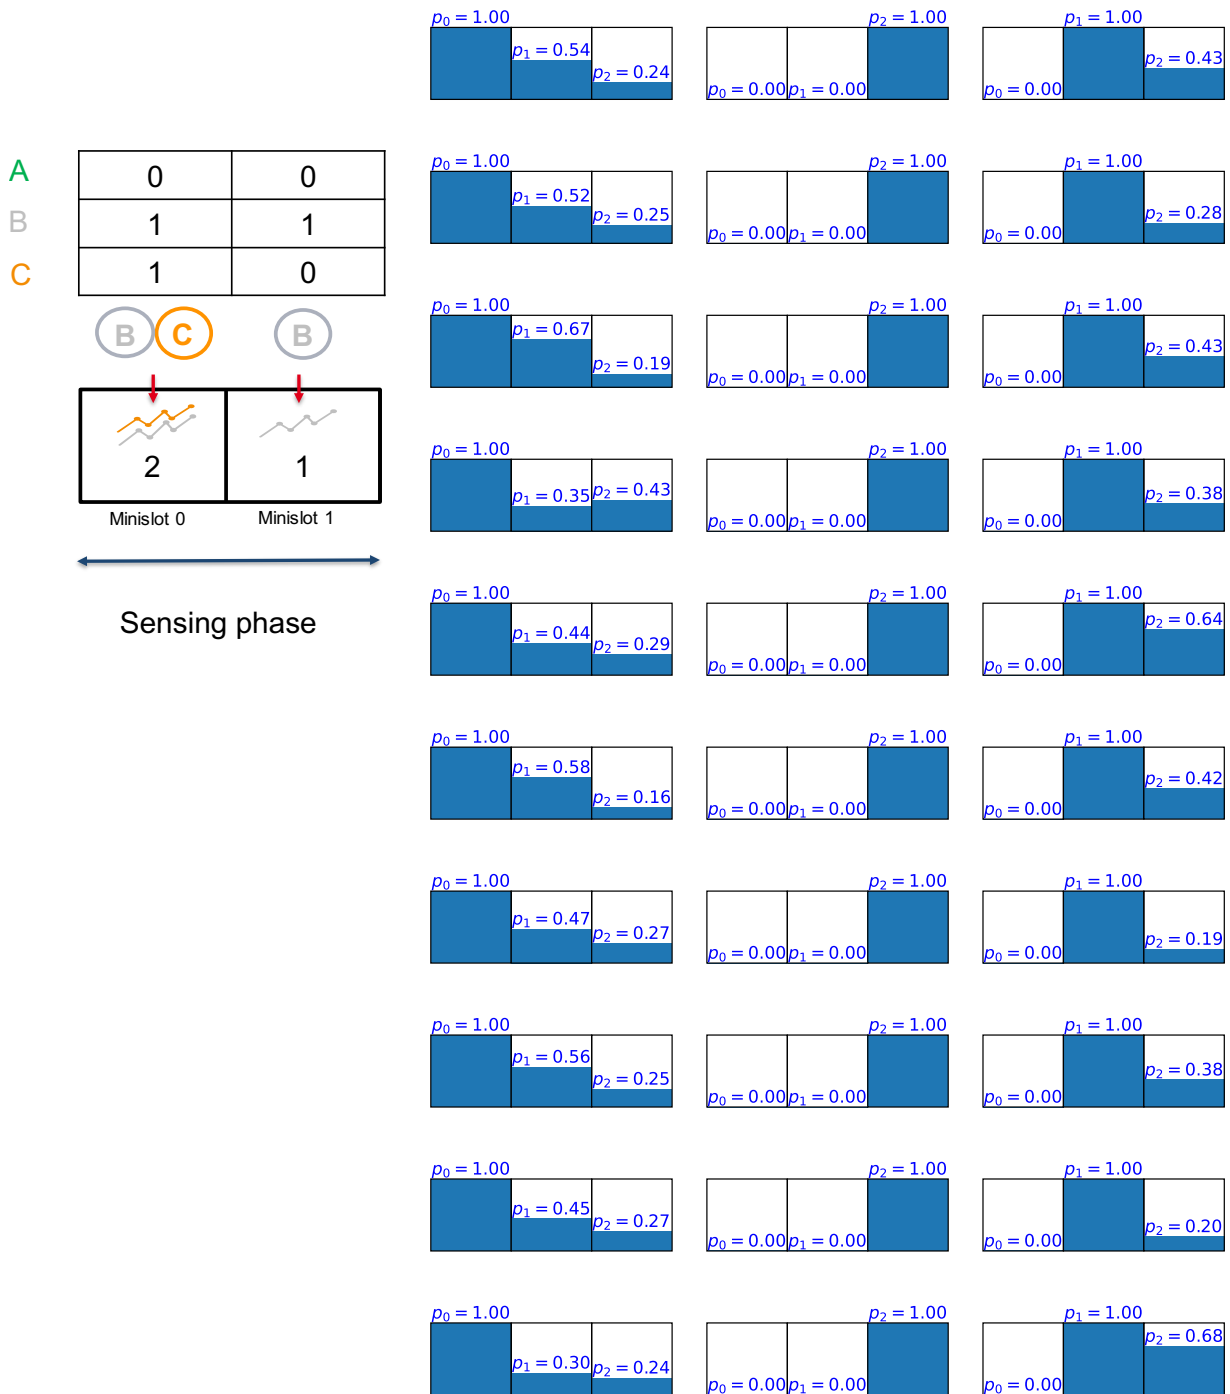 A 0 0
B 1 1
C 1 0
B C B
2 1
Minislot 0 Minislot 1
Sensing phase
p₀ = 1.00 p₁ = 0.54 p₂ = 0.24 p₀ = 0.00 p₁ = 0.00 p₂ = 1.00 p₀ = 0.00 p₁ = 1.00 p₂ = 0.43
p₀ = 1.00 p₁ = 0.52 p₂ = 0.25 p₀ = 0.00 p₁ = 0.00 p₂ = 1.00 p₀ = 0.00 p₁ = 1.00 p₂ = 0.28
p₀ = 1.00 p₁ = 0.67 p₂ = 0.19 p₀ = 0.00 p₁ = 0.00 p₂ = 1.00 p₀ = 0.00 p₁ = 1.00 p₂ = 0.43
p₀ = 1.00 p₁ = 0.35 p₂ = 0.43 p₀ = 0.00 p₁ = 0.00 p₂ = 1.00 p₀ = 0.00 p₁ = 1.00 p₂ = 0.38
p₀ = 1.00 p₁ = 0.44 p₂ = 0.29 p₀ = 0.00 p₁ = 0.00 p₂ = 1.00 p₀ = 0.00 p₁ = 1.00 p₂ = 0.64
p₀ = 1.00 p₁ = 0.58 p₂ = 0.16 p₀ = 0.00 p₁ = 0.00 p₂ = 1.00 p₀ = 0.00 p₁ = 1.00 p₂ = 0.42
p₀ = 1.00 p₁ = 0.47 p₂ = 0.27 p₀ = 0.00 p₁ = 0.00 p₂ = 1.00 p₀ = 0.00 p₁ = 1.00 p₂ = 0.19
p₀ = 1.00 p₁ = 0.56 p₂ = 0.25 p₀ = 0.00 p₁ = 0.00 p₂ = 1.00 p₀ = 0.00 p₁ = 1.00 p₂ = 0.38
p₀ = 1.00 p₁ = 0.45 p₂ = 0.27 p₀ = 0.00 p₁ = 0.00 p₂ = 1.00 p₀ = 0.00 p₁ = 1.00 p₂ = 0.20
p₀ = 1.00 p₁ = 0.30 p₂ = 0.24 p₀ = 0.00 p₁ = 0.00 p₂ = 1.00 p₀ = 0.00 p₁ = 1.00 p₂ = 0.68